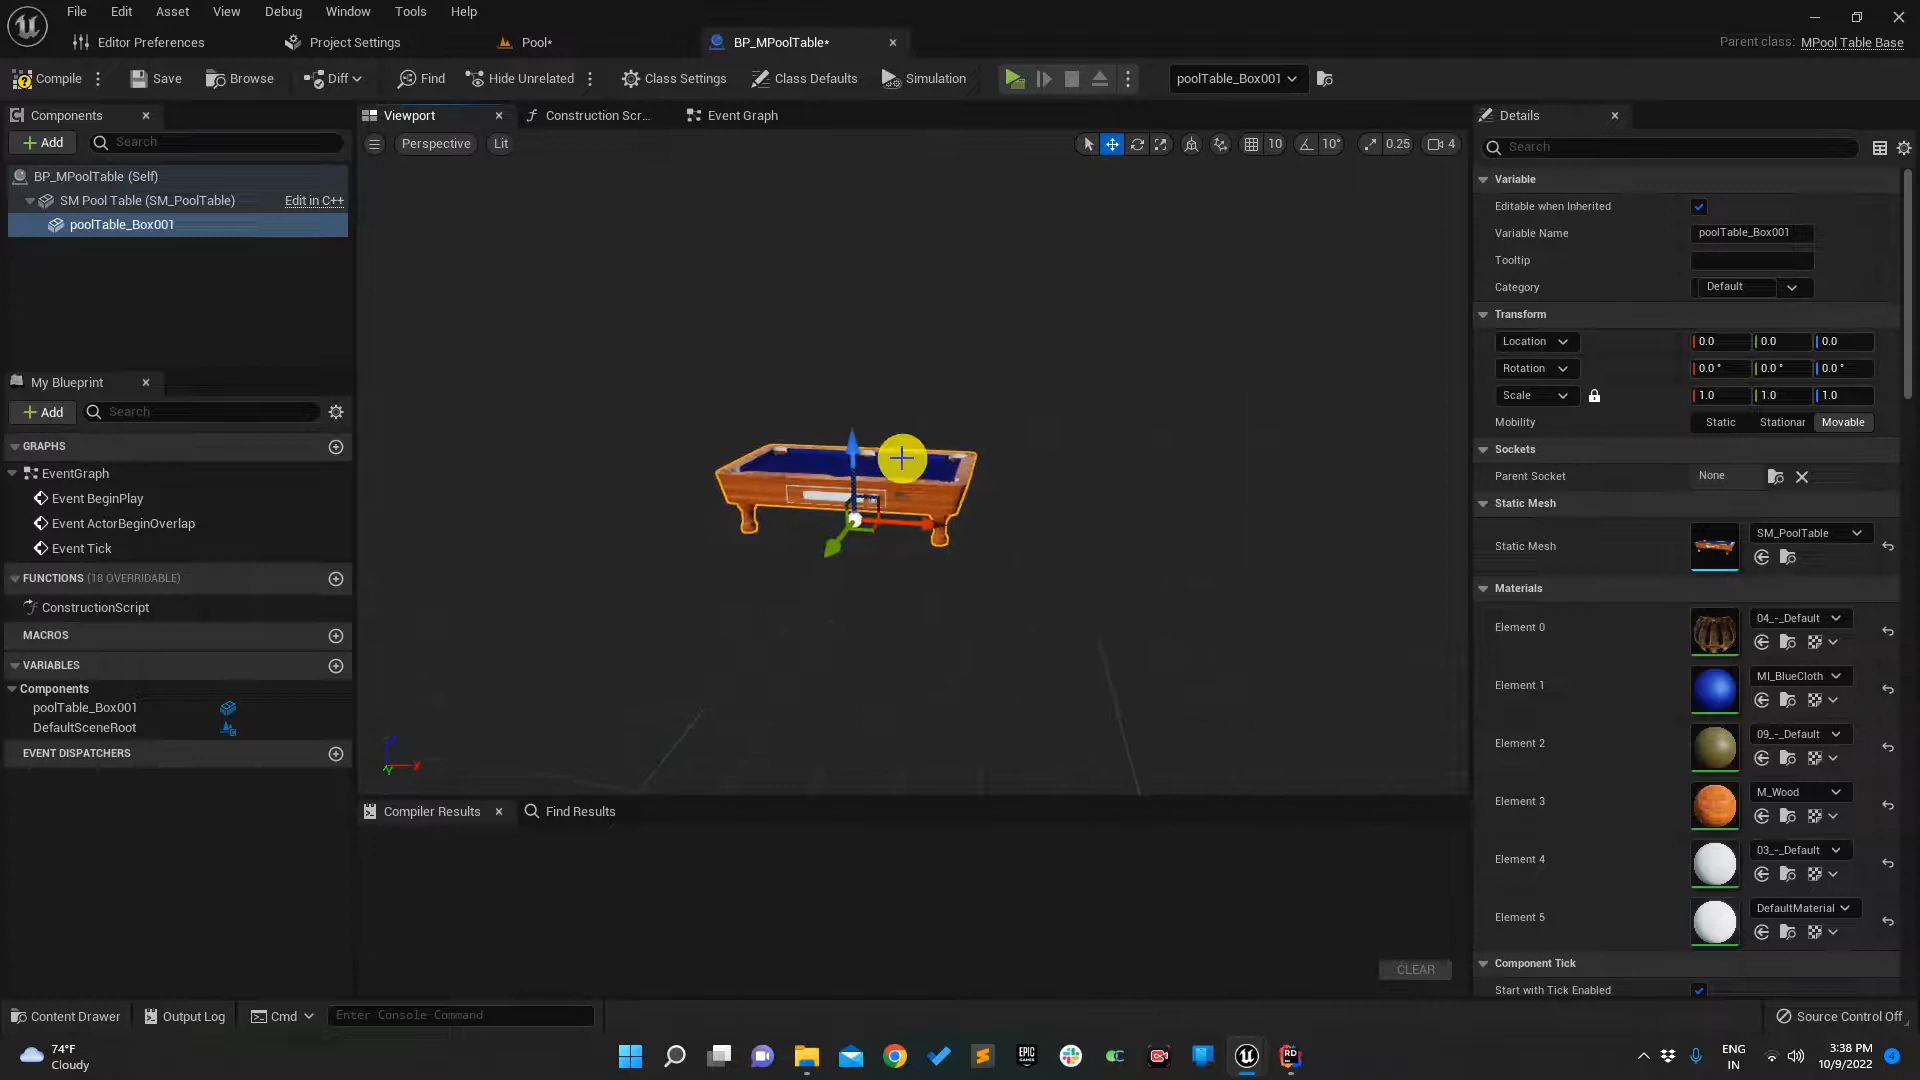 File Edit Asset View Debug Window Tools Help
Editor Preferences Project Settings Pool* BP_MPoolTable* Parent class: MPool Table Base
Compile Save Browse Diff Find Hide Unrelated Class Settings Class Defaults Simulation poolTable_Box001
Components
Add Search
BP_MPoolTable (Self)
SM Pool Table (SM_PoolTable) Edit in C++
poolTable_Box001
My Blueprint
Add Search
GRAPHS
EventGraph
Event BeginPlay
Event ActorBeginOverlap
Event Tick
FUNCTIONS (18 OVERRIDABLE)
ConstructionScript
MACROS
VARIABLES
Components
poolTable_Box001
DefaultSceneRoot
EVENT DISPATCHERS
Viewport Construction Scr... Event Graph
Perspective Lit 10 10° 0.25 4
X
Y
Compiler Results Find Results
CLEAR
Details
Search
Variable
Editable when Inherited
Variable Name poolTable_Box001
Tooltip
Category Default
Transform
Location 0.0 0.0 0.0
Rotation 0.0 ° 0.0 ° 0.0 °
Scale 1.0 1.0 1.0
Mobility Static Stationar Movable
Sockets
Parent Socket None
Static Mesh
Static Mesh SM_PoolTable
Materials
Element 0 04_-_Default
Element 1 MI_BlueCloth
Element 2 09_-_Default
Element 3 M_Wood
Element 4 03_-_Default
Element 5 DefaultMaterial
Component Tick
Start with Tick Enabled
Content Drawer Output Log Cmd Enter Console Command Source Control Off
74°F
Cloudy
EPIC
GAMES
RD
ENG
IN
3:38 PM
10/9/2022
4